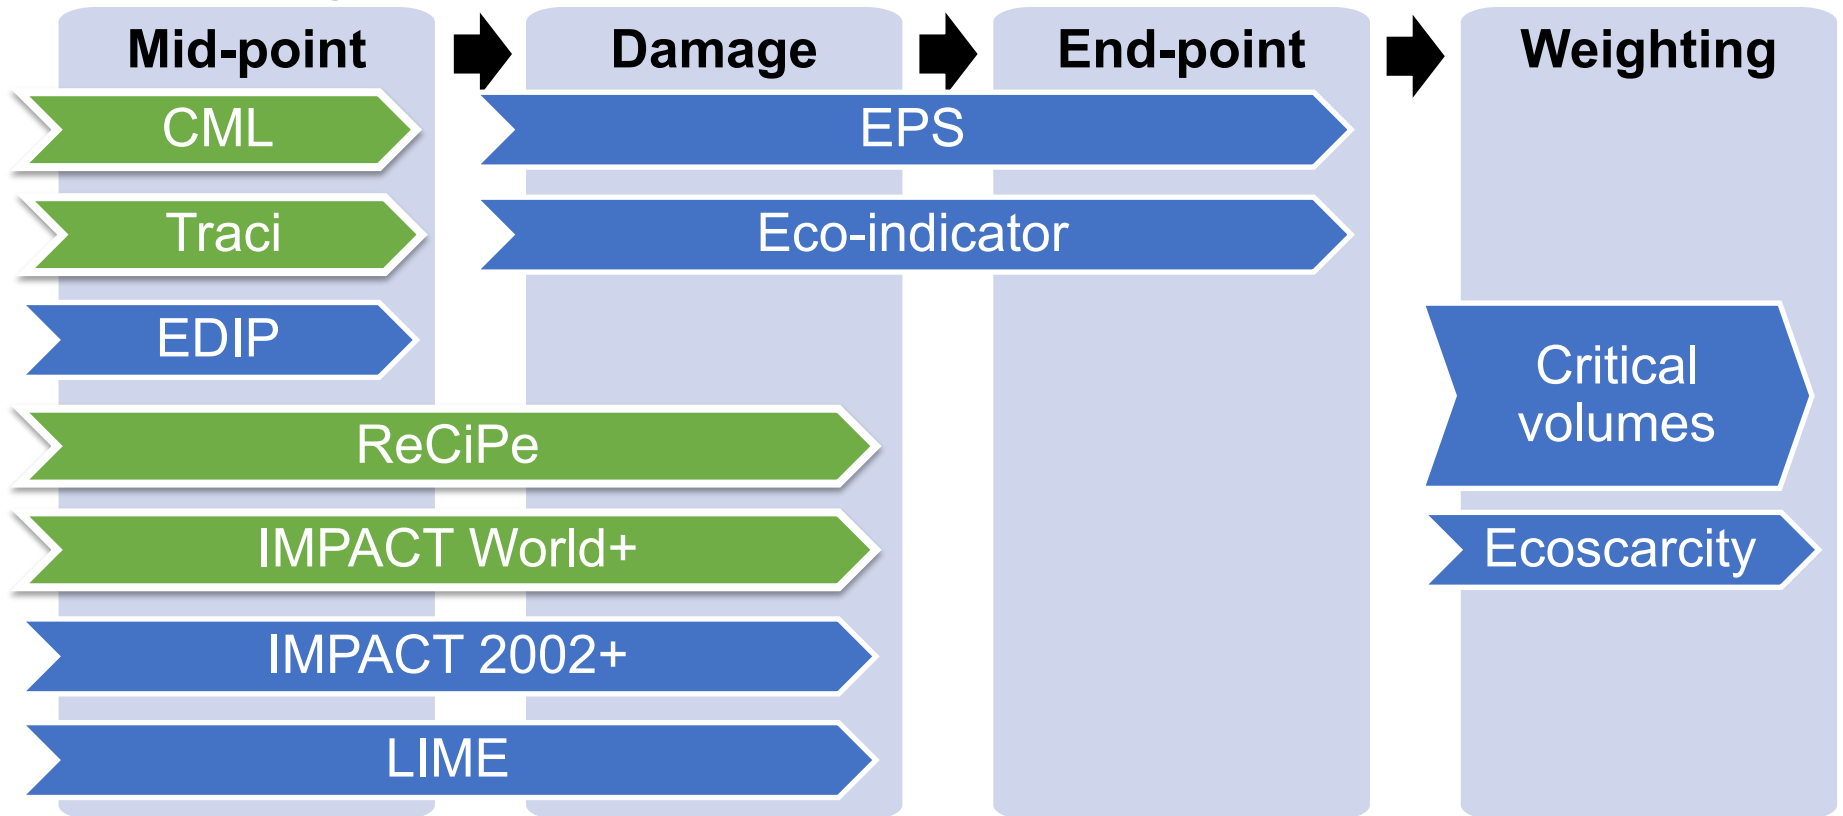 Mid-point
Damage
End-point
Weighting
CML
EPS
Traci
Eco-indicator
EDIP
Critical
volumes
ReCiPe
IMPACT World+
Ecoscarcity
IMPACT 2002+
LIME